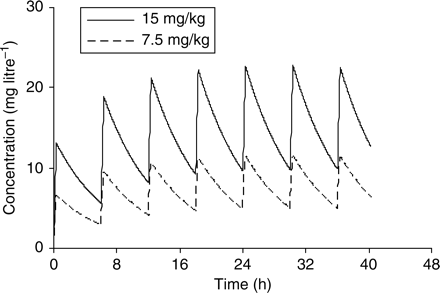 30
15 mg/kg
7.5 mg/kg
20
10
0
Concentration (mg litre⁻¹)
0 8 16 24 32 40 48
Time (h)